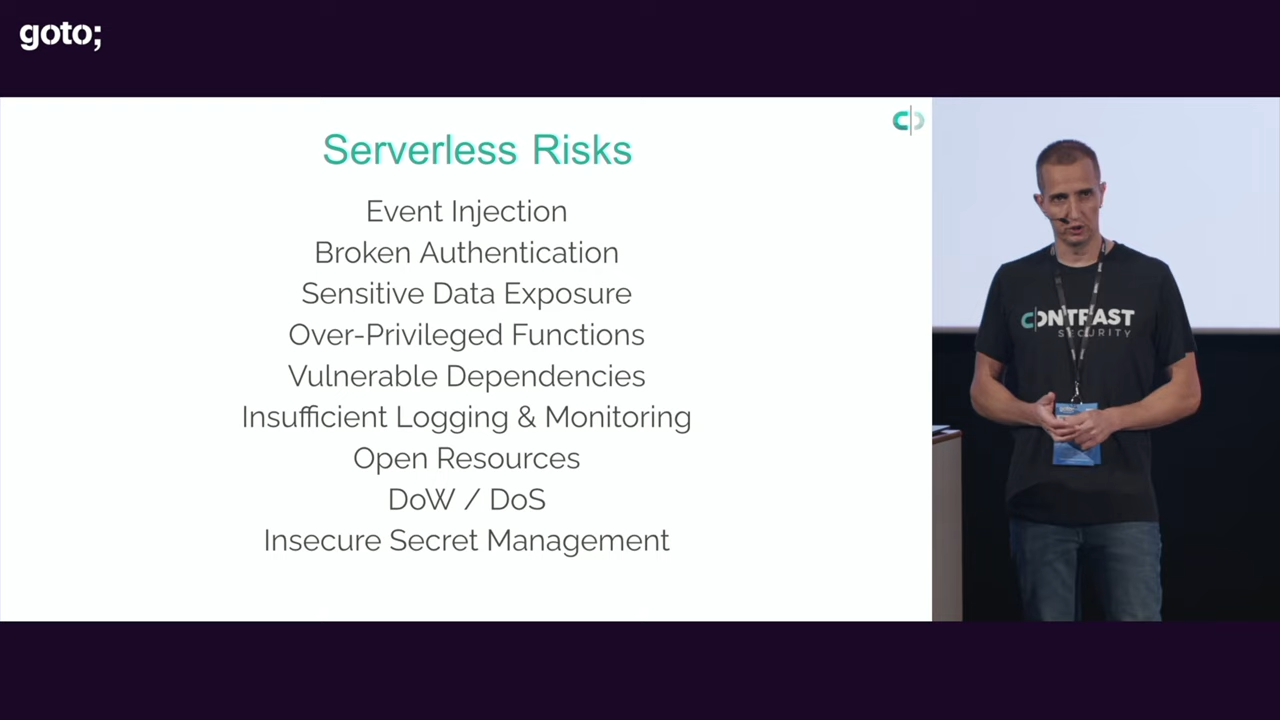 goto;
Serverless Risks
Event Injection
Broken Authentication
Sensitive Data Exposure
Over-Privileged Functions
Vulnerable Dependencies
Insufficient Logging & Monitoring
Open Resources
DoW / DoS
Insecure Secret Management
CONTRAST
SECURITY